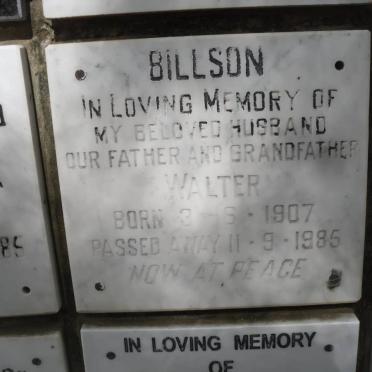 BILLSON
IN LOVING MEMORY OF
MY BELOVED HUSBAND
OUR FATHER AND GRANDFATHER
WALTER
BORN 3 - 6 - 1907
PASSED AWAY 11 - 9 - 1985
NOW AT PEACE
IN LOVING MEMORY
OF